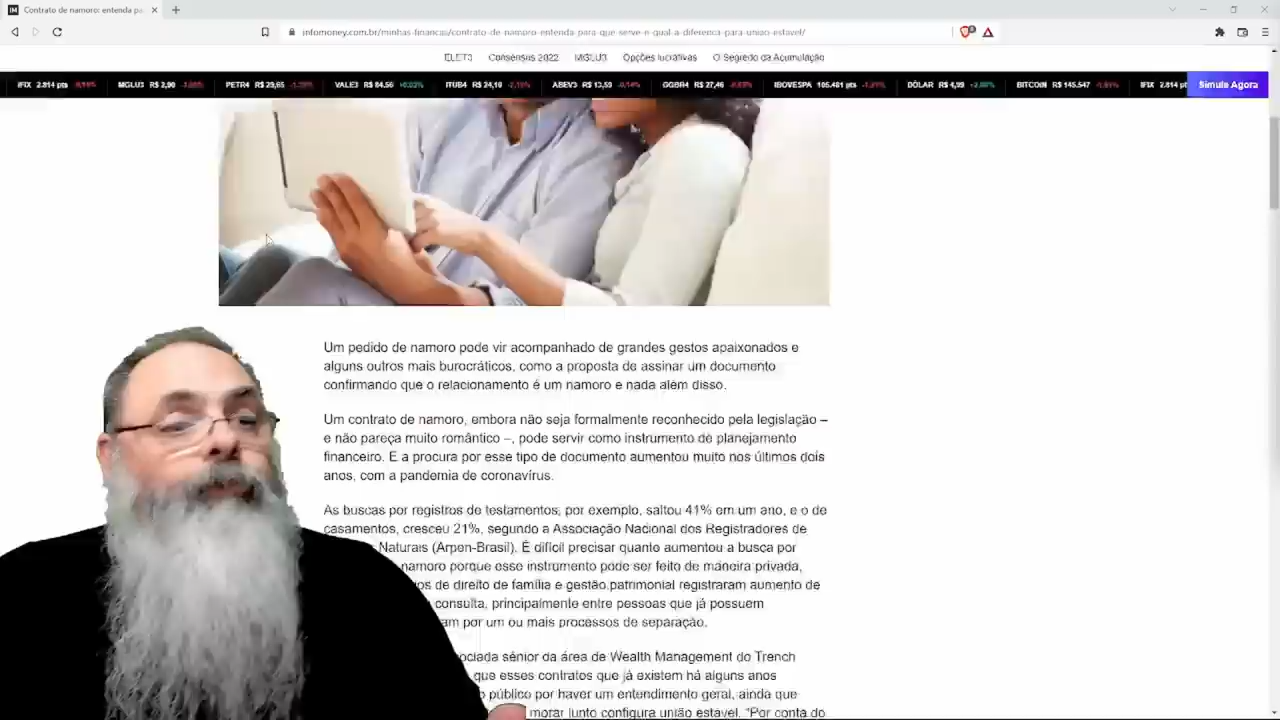 Contrato de namoro: entenda pa
infomoney.com.br/minhas-financas/contrato-de-namoro-entenda-para-que-serve-e-qual-a-diferenca-para-uniao-estavel/
ELET3 Consensus 2022 MGLU3 Opções lucrativas O Segredo da Acumulação
IFIX 2.814 pts MGLU3 R$ 2,90 PETR4 R$ 29,65 VALE3 R$ 84,56 +0,02% ITUB4 R$ 24,10 ABEV3 R$ 13,59 GGBR4 R$ 27,46 IBOVESPA 105.481 pts DÓLAR R$ 4,99 BITCOIN R$ 145.547 IFIX 2.814 pt Simule Agora
Um pedido de namoro pode vir acompanhado de grandes gestos apaixonados e
alguns outros mais burocráticos, como a proposta de assinar um documento
confirmando que o relacionamento é um namoro e nada além disso.
Um contrato de namoro, embora não seja formalmente reconhecido pela legislação –
e não pareça muito romântico –, pode servir como instrumento de planejamento
financeiro. E a procura por esse tipo de documento aumentou muito nos últimos dois
anos, com a pandemia de coronavírus.
As buscas por registros de testamentos, por exemplo, saltou 41% em um ano, e o de
casamentos, cresceu 21%, segundo a Associação Nacional dos Registradores de
Naturais (Arpen-Brasil). É difícil precisar quanto aumentou a busca por
namoro porque esse instrumento pode ser feito de maneira privada,
os de direito de família e gestão patrimonial registraram aumento de
consulta, principalmente entre pessoas que já possuem
am por um ou mais processos de separação.
ociada sênior da área de Wealth Management do Trench
que esses contratos que já existem há alguns anos
o público por haver um entendimento geral, ainda que
morar junto configura união estável. "Por conta do